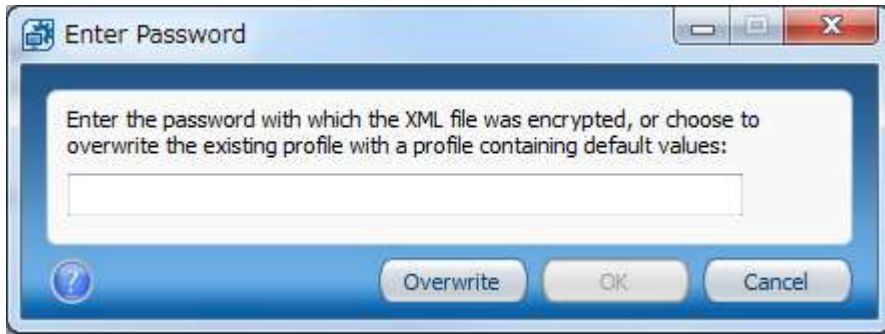 Enter Password
Enter the password with which the XML file was encrypted, or choose to
overwrite the existing profile with a profile containing default values:
? Overwrite OK Cancel